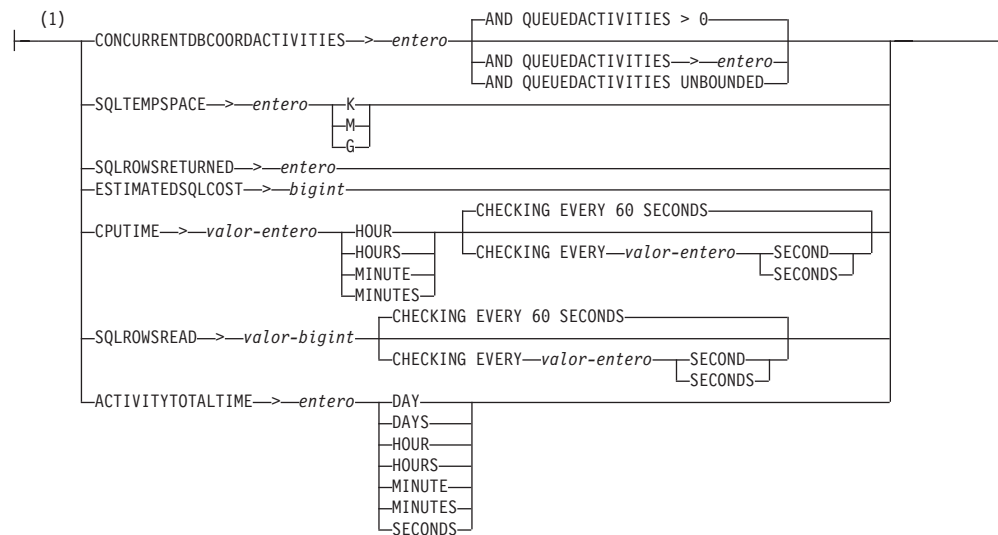 (1)
AND QUEUEDACTIVITIES > 0
CONCURRENTDBCOORDACTIVITIES > entero
AND QUEUEDACTIVITIES > entero
AND QUEUEDACTIVITIES UNBOUNDED
SQLTEMPSPACE > entero K
M
G
SQLROWSRETURNED > entero
ESTIMATEDSQLCOST > bigint
CHECKING EVERY 60 SECONDS
CPUTIME > valor-entero HOUR
HOURS CHECKING EVERY valor-entero SECOND
MINUTE SECONDS
MINUTES
CHECKING EVERY 60 SECONDS
SQLROWSREAD > valor-bigint
CHECKING EVERY valor-entero SECOND
SECONDS
ACTIVITYTOTALTIME > entero DAY
DAYS
HOUR
HOURS
MINUTE
MINUTES
SECONDS